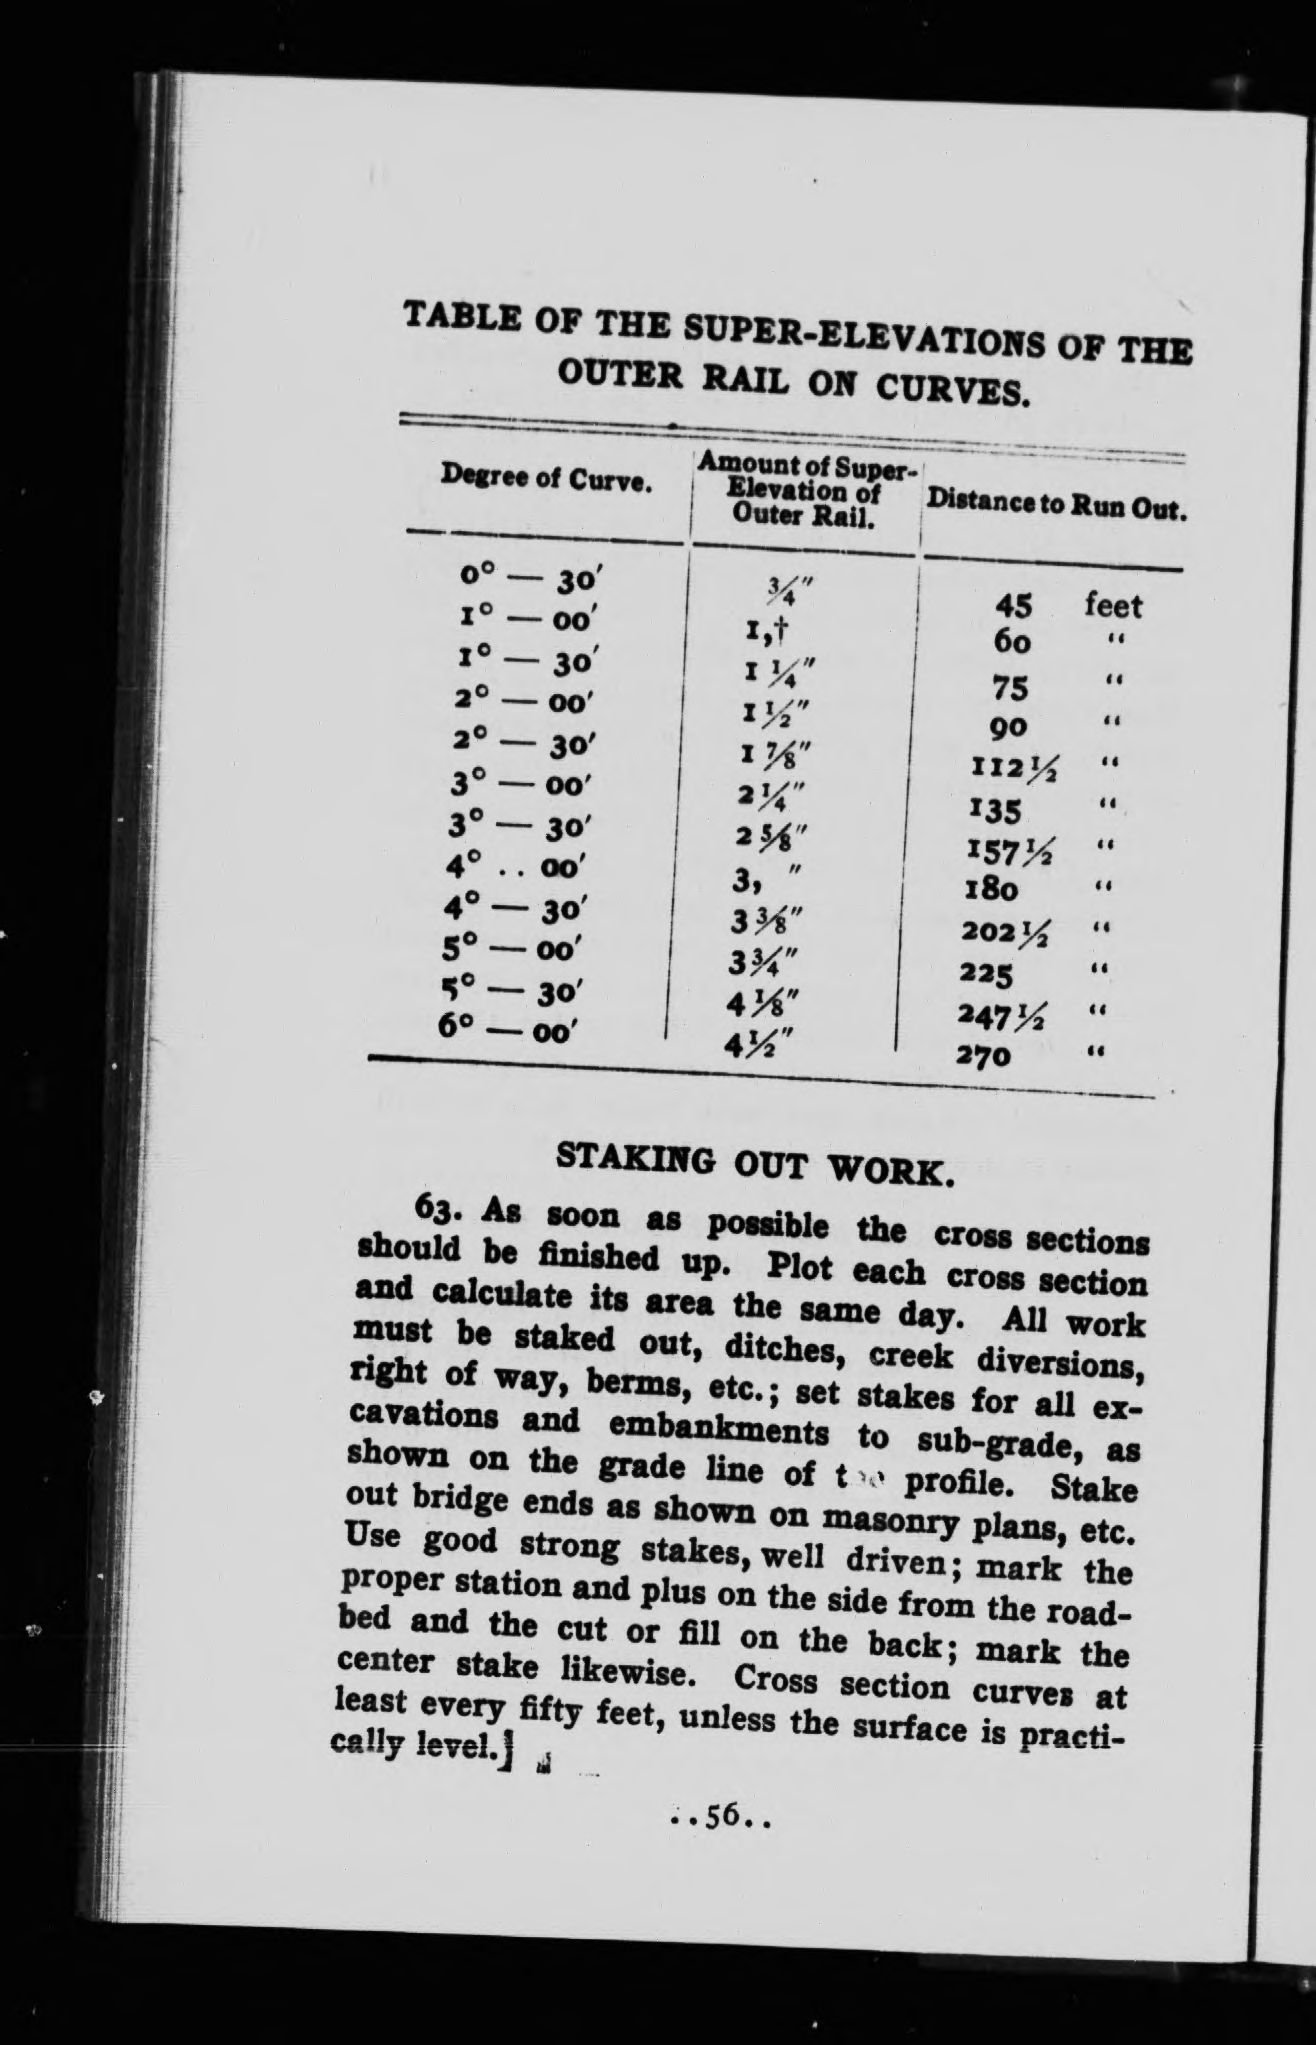 TABLE OF THE SUPER-ELEVATIONS OF THE
OUTER RAIL ON CURVES.
Degree of Curve. Amount of Super-Elevation of Outer Rail. Distance to Run Out.
0° — 30′ ¾″ 45 feet
1° — 00′ 1,† 60 “
1° — 30′ 1 ¼″ 75 “
2° — 00′ 1 ½″ 90 “
2° — 30′ 1 ⅞″ 112½ “
3° — 00′ 2 ¼″ 135 “
3° — 30′ 2 ⅝″ 157½ “
4° .. 00′ 3, ″ 180 “
4° — 30′ 3 ⅜″ 202½ “
5° — 00′ 3¾″ 225 “
5° — 30′ 4 ⅛″ 247½ “
6° — 00′ 4½″ 270 “
STAKING OUT WORK.
63. As soon as possible the cross sections
should be finished up. Plot each cross section
and calculate its area the same day. All work
must be staked out, ditches, creek diversions,
right of way, berms, etc.; set stakes for all ex-
cavations and embankments to sub-grade, as
shown on the grade line of profile. Stake
out bridge ends as shown on masonry plans, etc.
Use good strong stakes, well driven; mark the
proper station and plus on the side from the road-
bed and the cut or fill on the back; mark the
center stake likewise. Cross section curves at
least every fifty feet, unless the surface is practi-
cally level.]
..56..